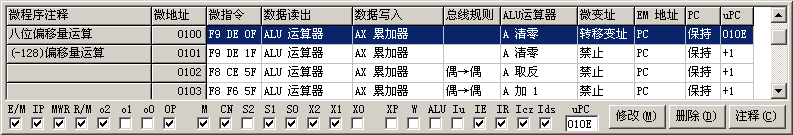 微程序注释 微地址 微指令 数据读出 数据写入 总线规则 ALU运算器 微变址 EM 地址 PC uPC
八位偏移量运算 0100 F9 DE 0F ALU 运算器 AX 累加器 A 清零 转移变址 PC 保持 010E
(-128)偏移量运算 0101 F9 DE 1F ALU 运算器 AX 累加器 A 清零 禁止 PC 保持 +1
0102 F8 CE 5F ALU 运算器 AX 累加器 偶→偶 A 取反 禁止 PC 保持 +1
0103 F8 F6 5F ALU 运算器 AX 累加器 偶→偶 A 加 1 禁止 PC 保持 +1
E/M IP MWR R/M o2 o1 o0 OP M CN S2 S1 S0 X2 X1 X0 XP W ALU Iu IE IR Icz Ids uPC
010E 修改(M) 删除(D) 注释(C)